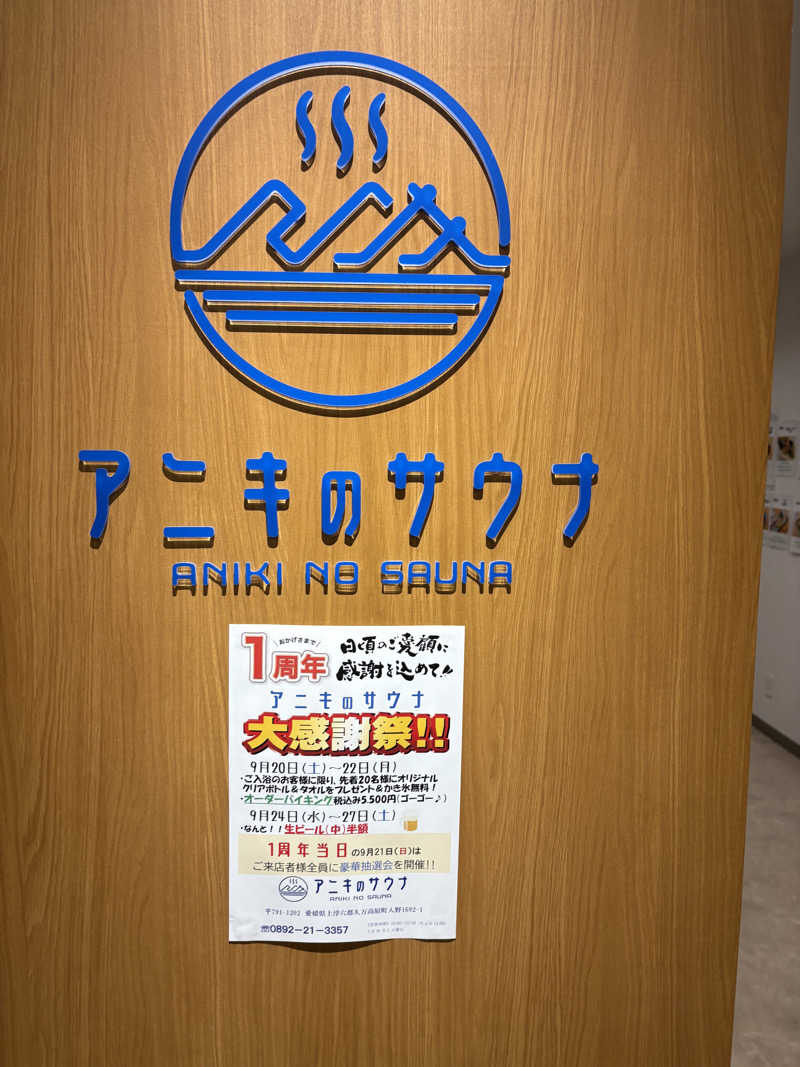 アニキのサウナ
ANIKI NO SAUNA
おかげさまで
1周年
日頃のご愛顧に
感謝を込めて!!
アニキのサウナ
大感謝祭!!
9月20日(土)〜22日(月)
・ご入浴のお客様に限り、先着20名様にオリジナル
クリアボトル&タオルをプレゼント&かき氷無料!
・オーダーバイキング税込み5,500円(ゴーゴー♪)
9月24日(水)〜27日(土)
・なんと!!生ビール(中)半額
1周年当日の9月21日(日)は
ご来店者様全員に豪華抽選会を開催!!
アニキのサウナ
ANIKI NO SAUNA
〒791-1202 愛媛県上浮穴郡久万高原町入野1692-1
☎0892-21-3357